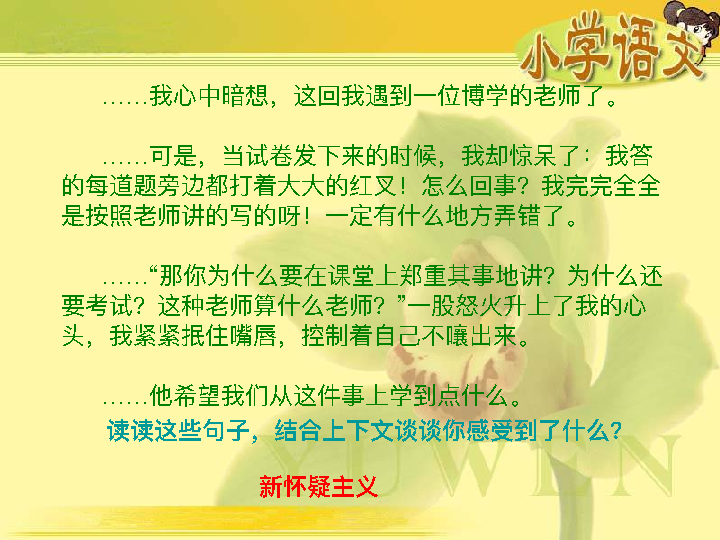 小学语文
……我心中暗想，这回我遇到一位博学的老师了。
……可是，当试卷发下来的时候，我却惊呆了：我答
的每道题旁边都打着大大的红叉！怎么回事？我完完全全
是按照老师讲的写的呀！一定有什么地方弄错了。
……“那你为什么要在课堂上郑重其事地讲？为什么还
要考试？这种老师算什么老师？”一股怒火升上了我的心
头，我紧紧抿住嘴唇，控制着自己不嚷出来。
……他希望我们从这件事上学到点什么。
读读这些句子，结合上下文谈谈你感受到了什么？
新怀疑主义
YUWEN